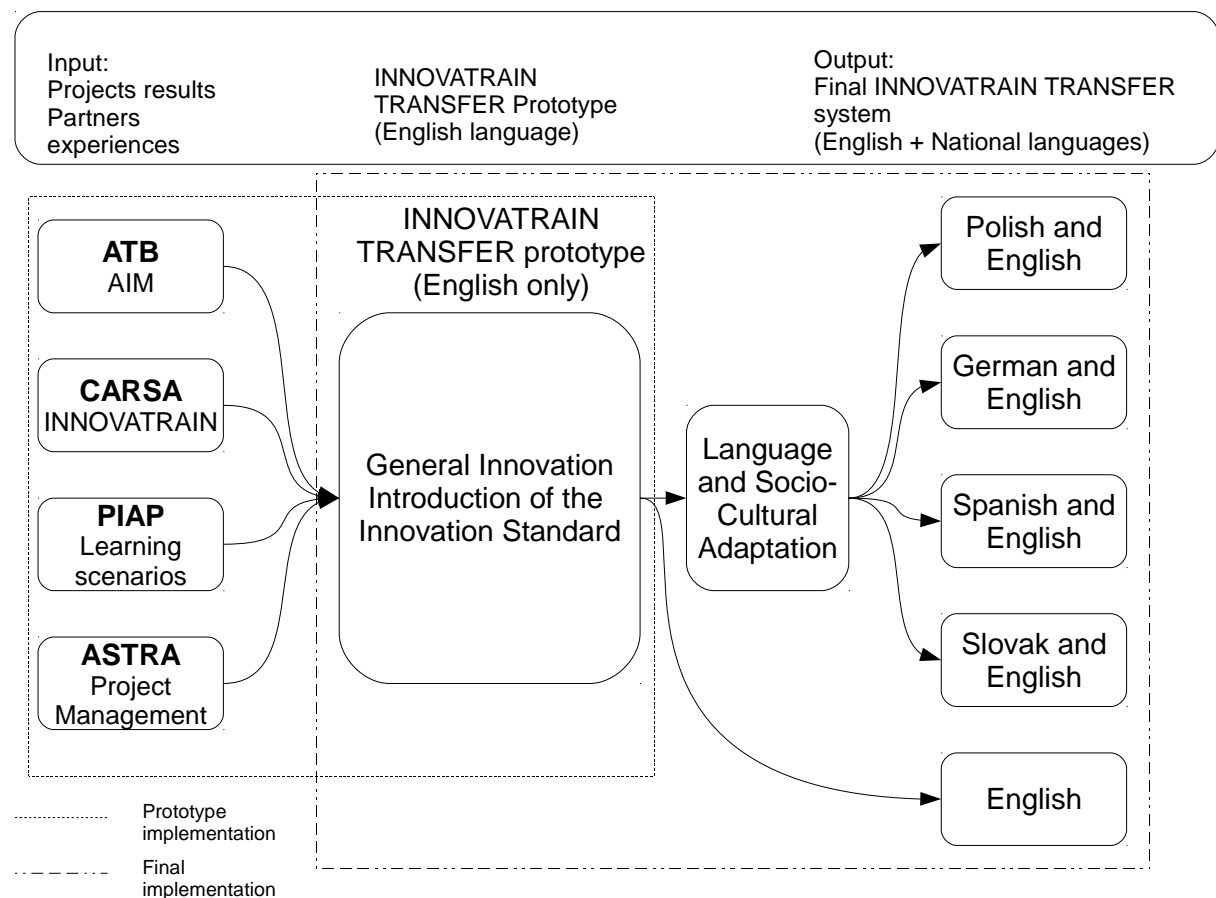 Input:
Projects results
Partners
experiences
INNOVATRAIN
TRANSFER Prototype
(English language)
Output:
Final INNOVATRAIN TRANSFER
system
(English + National languages)
INNOVATRAIN
TRANSFER prototype
(English only)
ATB
AIM
CARSA
INNOVATRAIN
PIAP
Learning
scenarios
ASTRA
Project
Management
General Innovation
Introduction of the
Innovation Standard
Language
and Socio-
Cultural
Adaptation
Polish and
English
German and
English
Spanish and
English
Slovak and
English
English
Prototype
implementation
Final
implementation